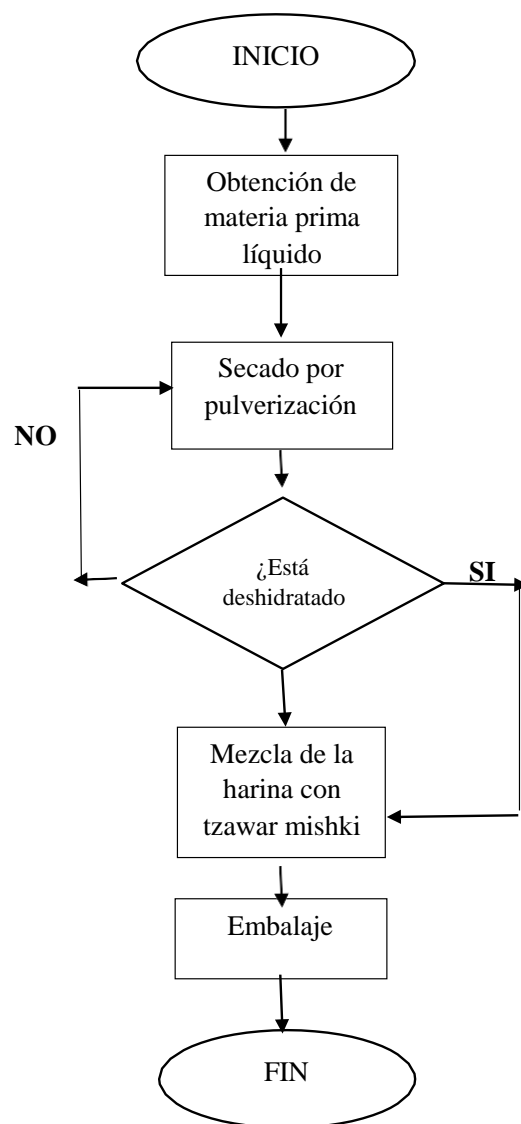 INICIO
Obtención de
materia prima
líquido
Secado por
pulverización
NO
¿Está
deshidratado
SI
Mezcla de la
harina con
tzawar mishki
Embalaje
FIN